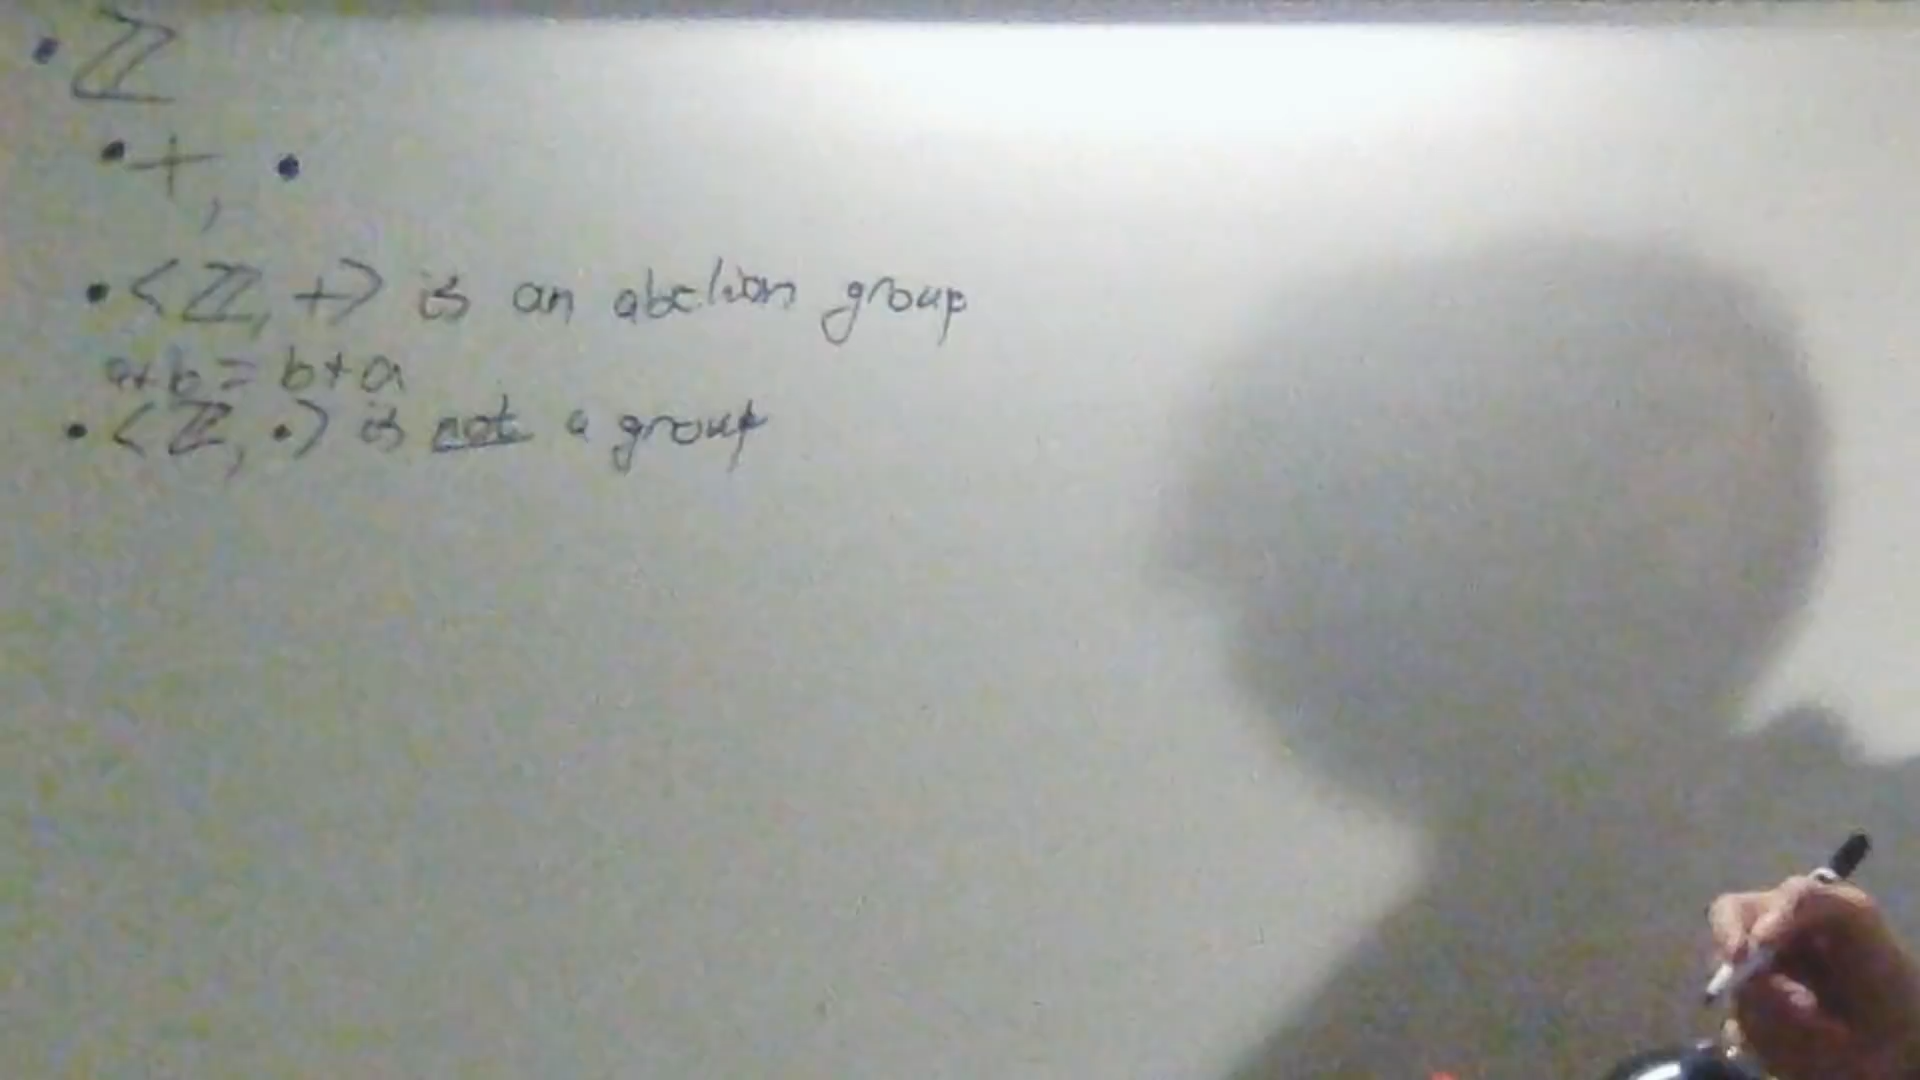 • ℤ
• +, •
• <ℤ, +> is an abelian group
a+b = b+a
• <ℤ, •> is not a group